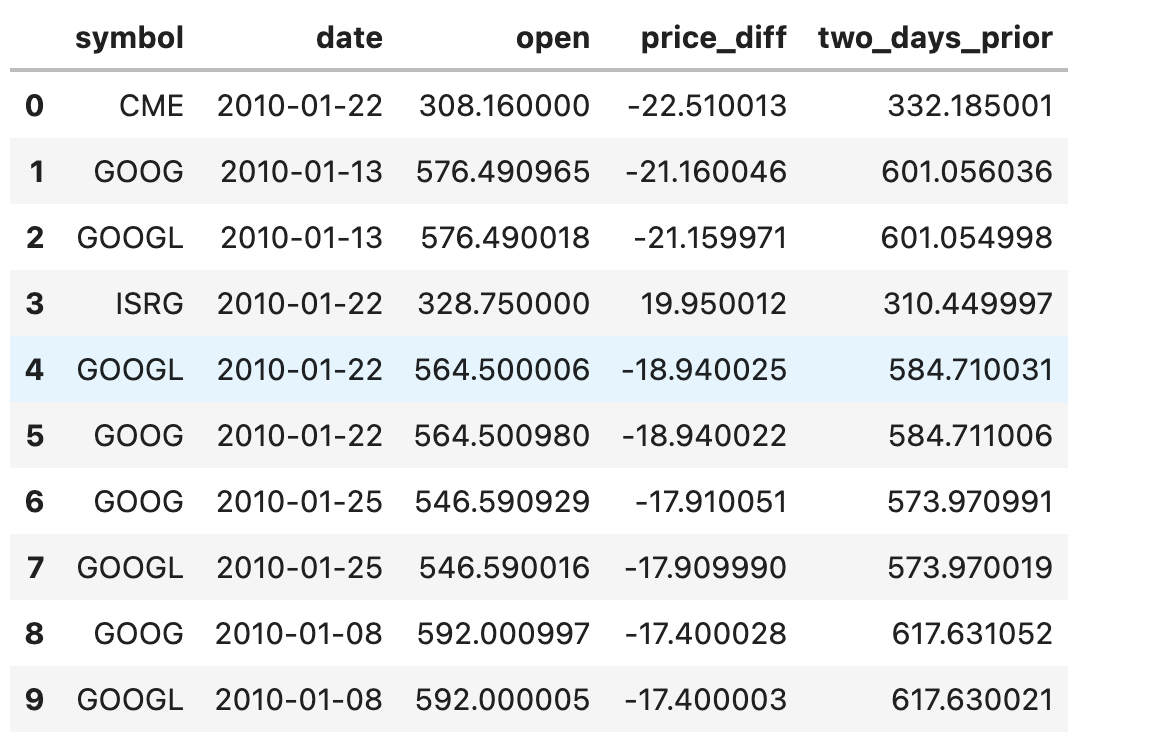 symbol date open price_diff two_days_prior
0 CME 2010-01-22 308.160000 -22.510013 332.185001
1 GOOG 2010-01-13 576.490965 -21.160046 601.056036
2 GOOGL 2010-01-13 576.490018 -21.159971 601.054998
3 ISRG 2010-01-22 328.750000 19.950012 310.449997
4 GOOGL 2010-01-22 564.500006 -18.940025 584.710031
5 GOOG 2010-01-22 564.500980 -18.940022 584.711006
6 GOOG 2010-01-25 546.590929 -17.910051 573.970991
7 GOOGL 2010-01-25 546.590016 -17.909990 573.970019
8 GOOG 2010-01-08 592.000997 -17.400028 617.631052
9 GOOGL 2010-01-08 592.000005 -17.400003 617.630021